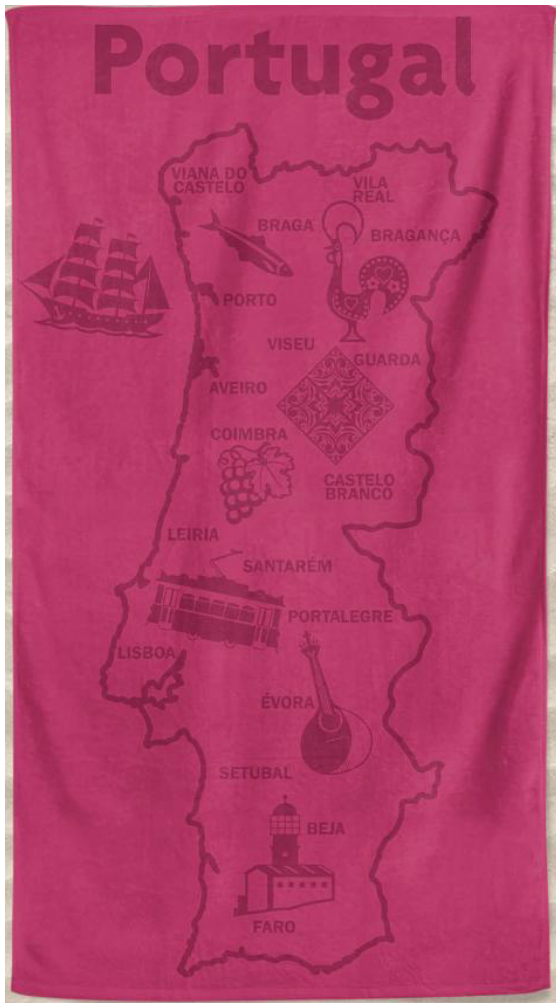 Portugal
VIANA DO
CASTELO
VILA
REAL
BRAGA
BRAGANÇA
PORTO
VISEU
GUARDA
AVEIRO
COIMBRA
CASTELO
BRANCO
LEIRIA
SANTARÉM
PORTALEGRE
LISBOA
ÉVORA
SETUBAL
BEJA
FARO